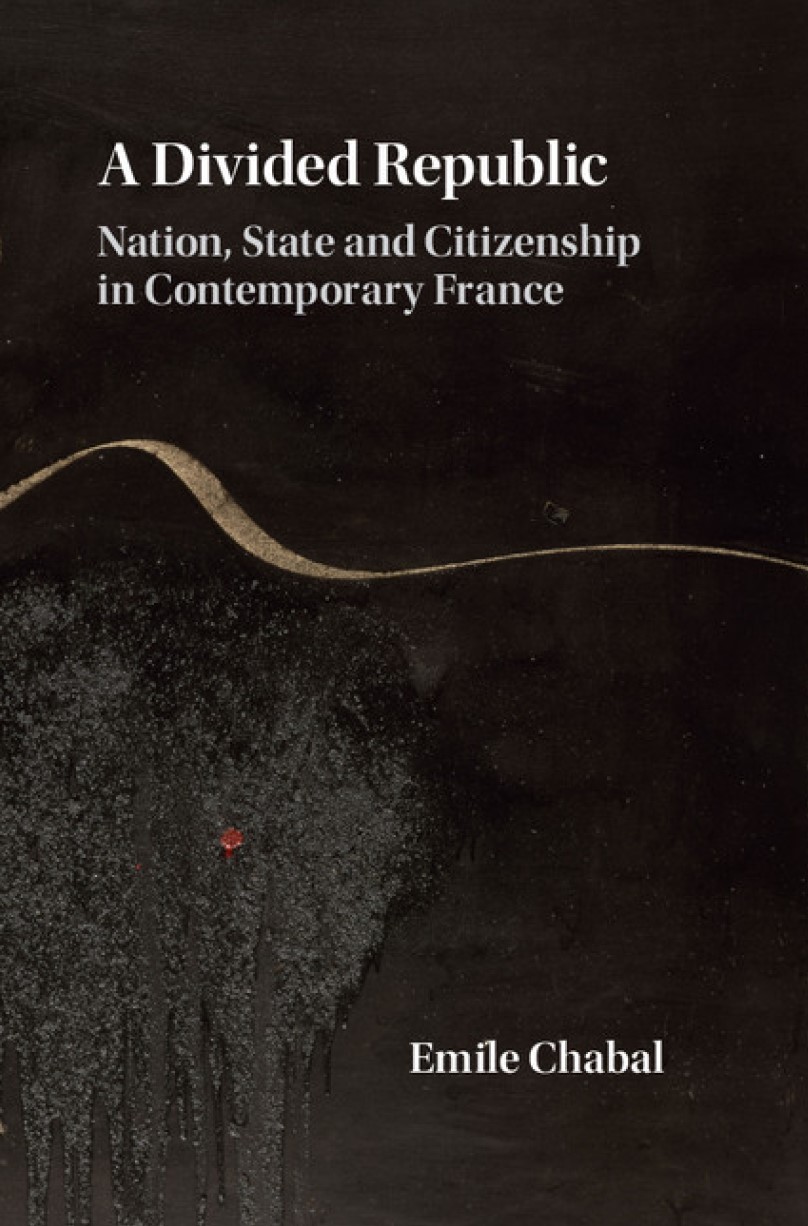 A Divided Republic
Nation, State and Citizenship
in Contemporary France
Emile Chabal